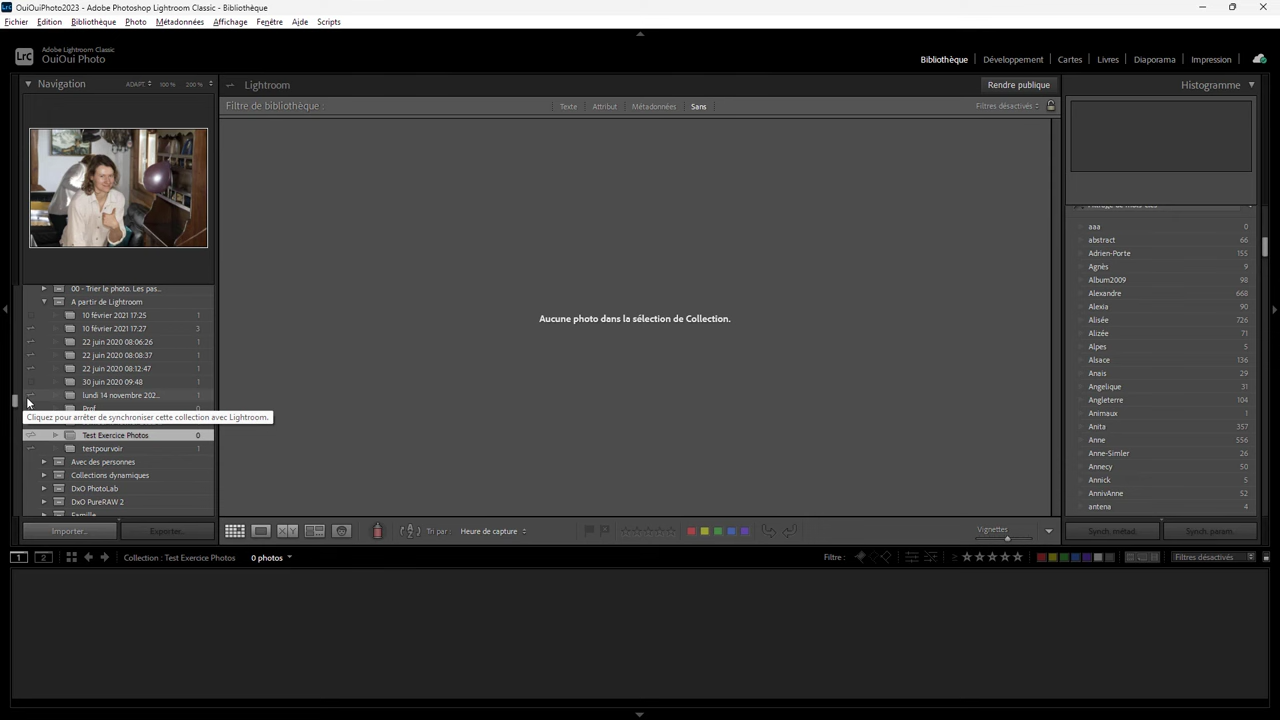 OuiOuiPhoto2023 - Adobe Photoshop Lightroom Classic - Bibliothèque
Fichier Edition Bibliothèque Photo Métadonnées Affichage Fenêtre Aide Scripts
Lrc
Adobe Lightroom Classic
OuiOui Photo
Bibliothèque Développement Cartes Livres Diaporama Impression
Navigation ADAPT 100 % 200 %
Lightroom
Rendre publique
Histogramme
Filtre de bibliothèque :
Texte Attribut Métadonnées Sans
Filtres désactivés
00 - Trier le photo. Les pas...
A partir de Lightroom
10 février 2021 17:25 1
10 février 2021 17:27 3
22 juin 2020 08:06:26 1
22 juin 2020 08:08:37 1
22 juin 2020 08:12:47 1
30 juin 2020 09:48 1
lundi 14 novembre 202... 1
Prof 0
Cliquez pour arrêter de synchroniser cette collection avec Lightroom.
Test Exercice Photos 0
testpourvoir 1
Avec des personnes
Collections dynamiques
DxO PhotoLab
DxO PureRAW 2
Famille
Importer... Exporter...
Aucune photo dans la sélection de Collection.
aaa 0
abstract 66
Adrien-Porte 155
Agnès 9
Album2009 98
Alexandre 668
Alexia 90
Alisée 726
Alizée 71
Alpes 5
Alsace 136
Anais 29
Angelique 31
Angleterre 104
Animaux 1
Anita 357
Anne 556
Anne-Simler 26
Annecy 50
Annick 5
AnnivAnne 52
antena 4
Tri par : Heure de capture
Vignettes
Synch. métad. Synch. param.
1 2 Collection : Test Exercice Photos 0 photos
Filtre :
Filtres désactivés